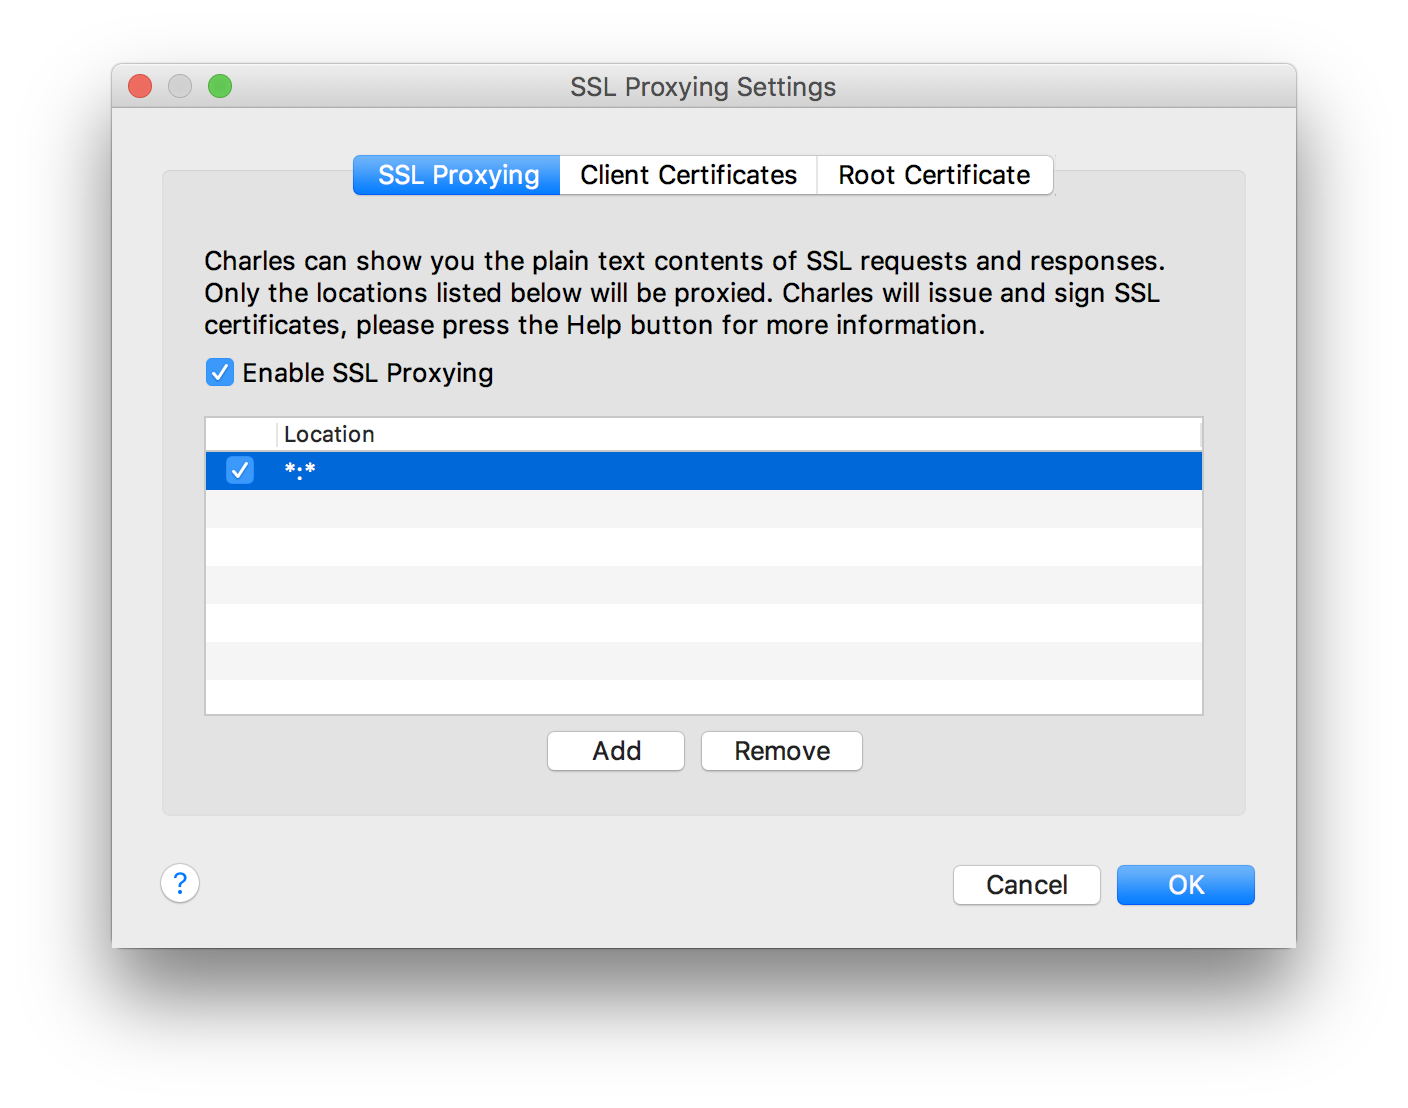 SSL Proxying Settings
SSL Proxying
Client Certificates
Root Certificate
Charles can show you the plain text contents of SSL requests and responses.
Only the locations listed below will be proxied. Charles will issue and sign SSL
certificates, please press the Help button for more information.
Enable SSL Proxying
Location
*:*
Add
Remove
?
Cancel
OK